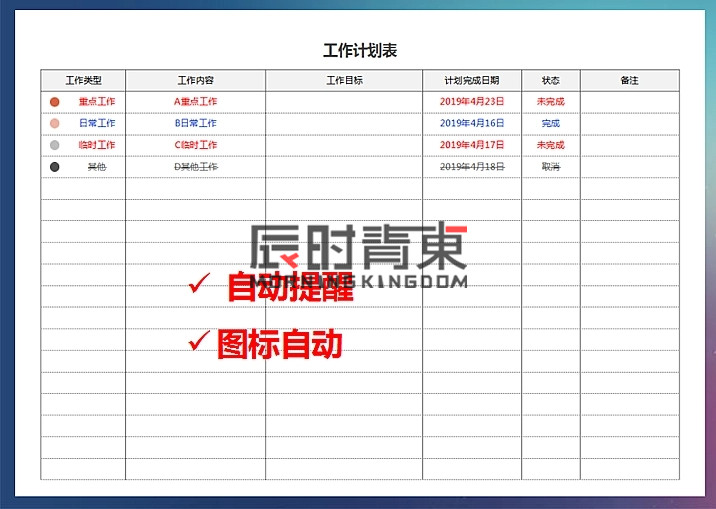 工作计划表
工作类型 工作内容 工作目标 计划完成日期 状态 备注
重点工作 A重点工作 2019年4月23日 未完成
日常工作 B日常工作 2019年4月16日 完成
临时工作 C临时工作 2019年4月17日 未完成
其他 D其他工作 2019年4月18日 取消
辰时青東
MORNINGKINGDOM
✓ 自动提醒
✓ 图标自动